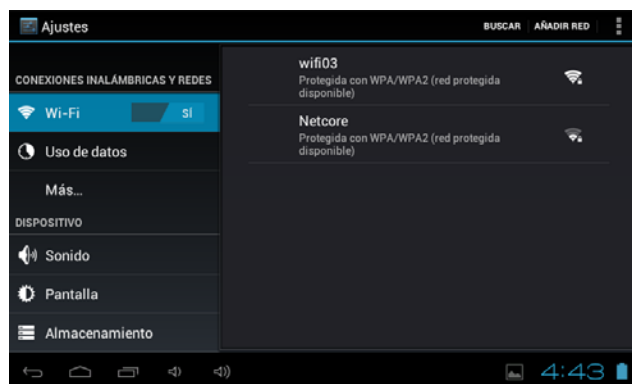 Ajustes
BUSCAR
AÑADIR RED
CONEXIONES INALÁMBRICAS Y REDES
Wi-Fi
SÍ
Uso de datos
Más...
DISPOSITIVO
Sonido
Pantalla
Almacenamiento
wifi03
Protegida con WPA/WPA2 (red protegida
disponible)
Netcore
Protegida con WPA/WPA2 (red protegida
disponible)
4:43